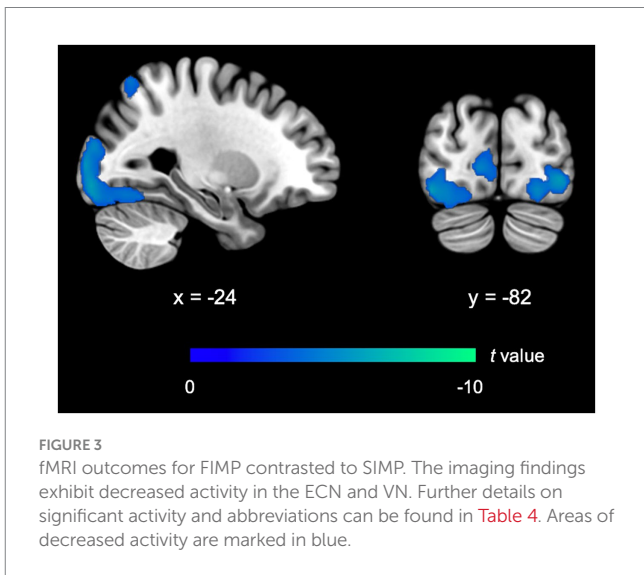 x = -24
y = -82
t value
0
-10
FIGURE 3
fMRI outcomes for FIMP contrasted to SIMP. The imaging findings
exhibit decreased activity in the ECN and VN. Further details on
significant activity and abbreviations can be found in Table 4. Areas of
decreased activity are marked in blue.